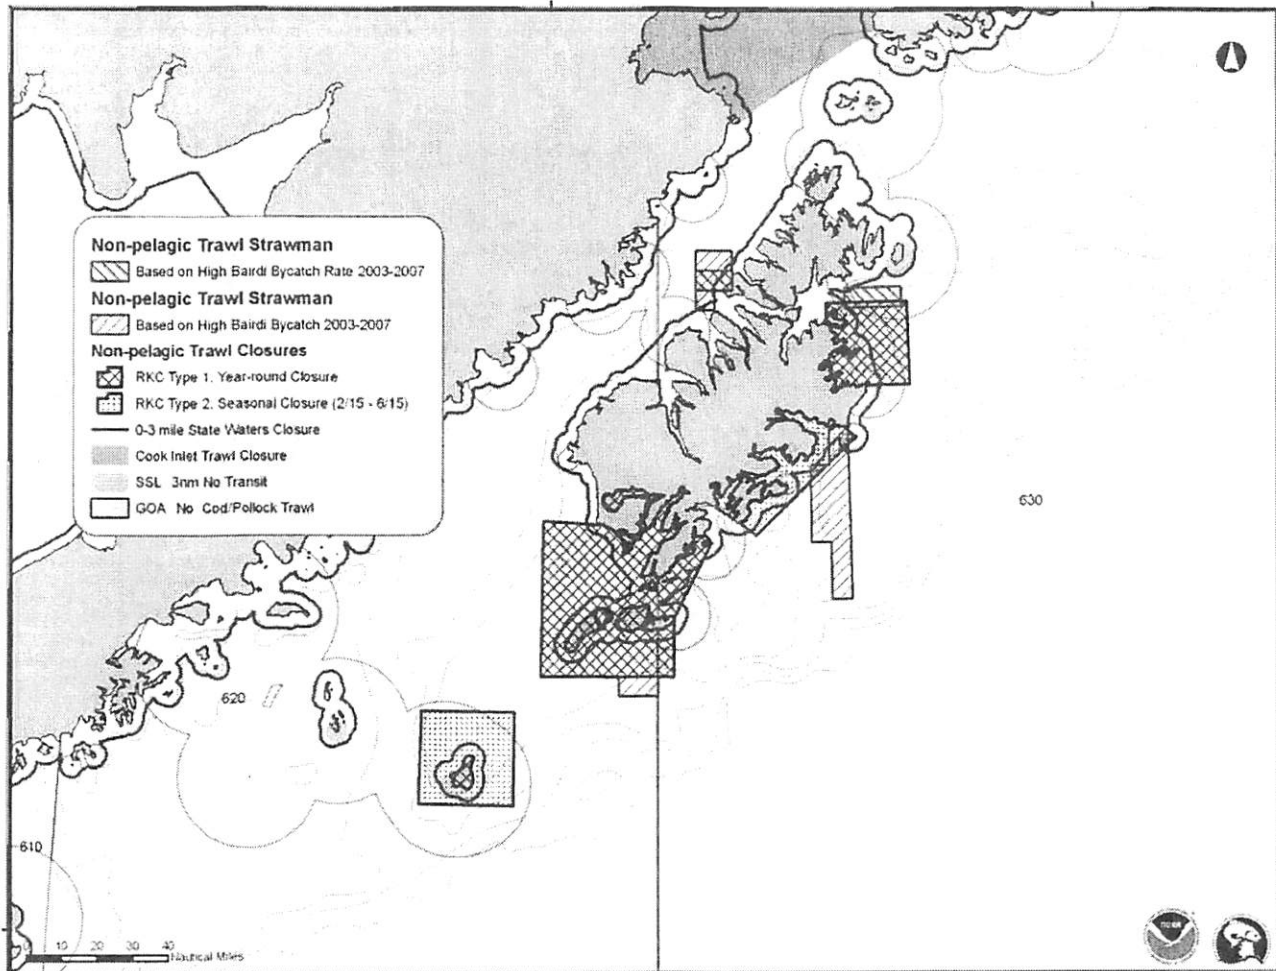 Non-pelagic Trawl Strawman
Based on High Bairdi Bycatch Rate 2003-2007
Non-pelagic Trawl Strawman
Based on High Bairdi Bycatch 2003-2007
Non-pelagic Trawl Closures
RKC Type 1. Year-round Closure
RKC Type 2. Seasonal Closure (2/15 - 6/15)
0-3 mile State Waters Closure
Cook Inlet Trawl Closure
SSL 3nm No Transit
GOA No Cod/Pollock Trawl
630
620
610
0 10 20 30 40
Nautical Miles